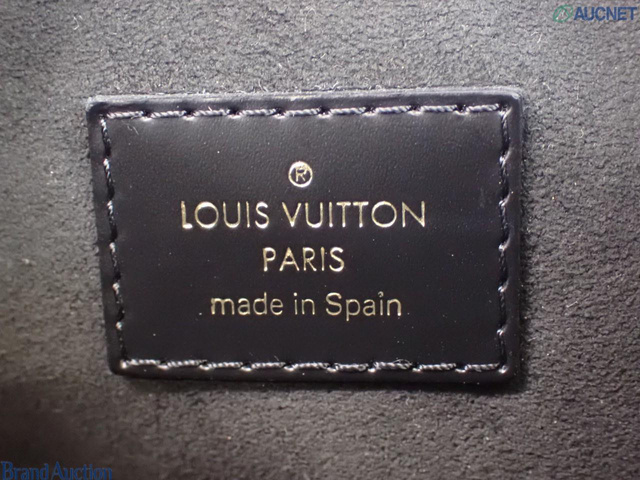 AUCNET
®
LOUIS VUITTON
PARIS
made in Spain
Brand Auction